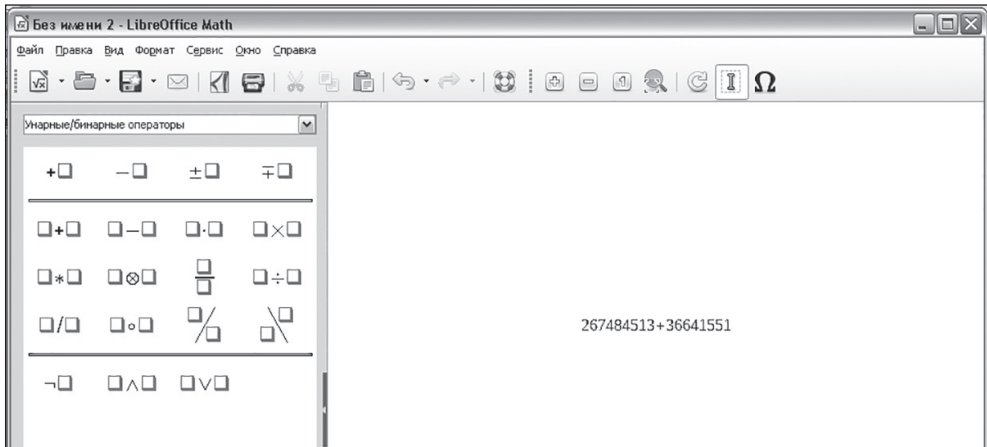 Без имени 2 - LibreOffice Math
Файл Правка Вид Формат Сервис Окно Справка
Унарные/бинарные операторы
+□ −□ ±□ ∓□
□+□ □−□ □·□ □×□
□∗□ □⊗□ □/□ □÷□
□/□ □∘□ □/□ □\□
¬□ □∧□ □∨□
267484513+36641551